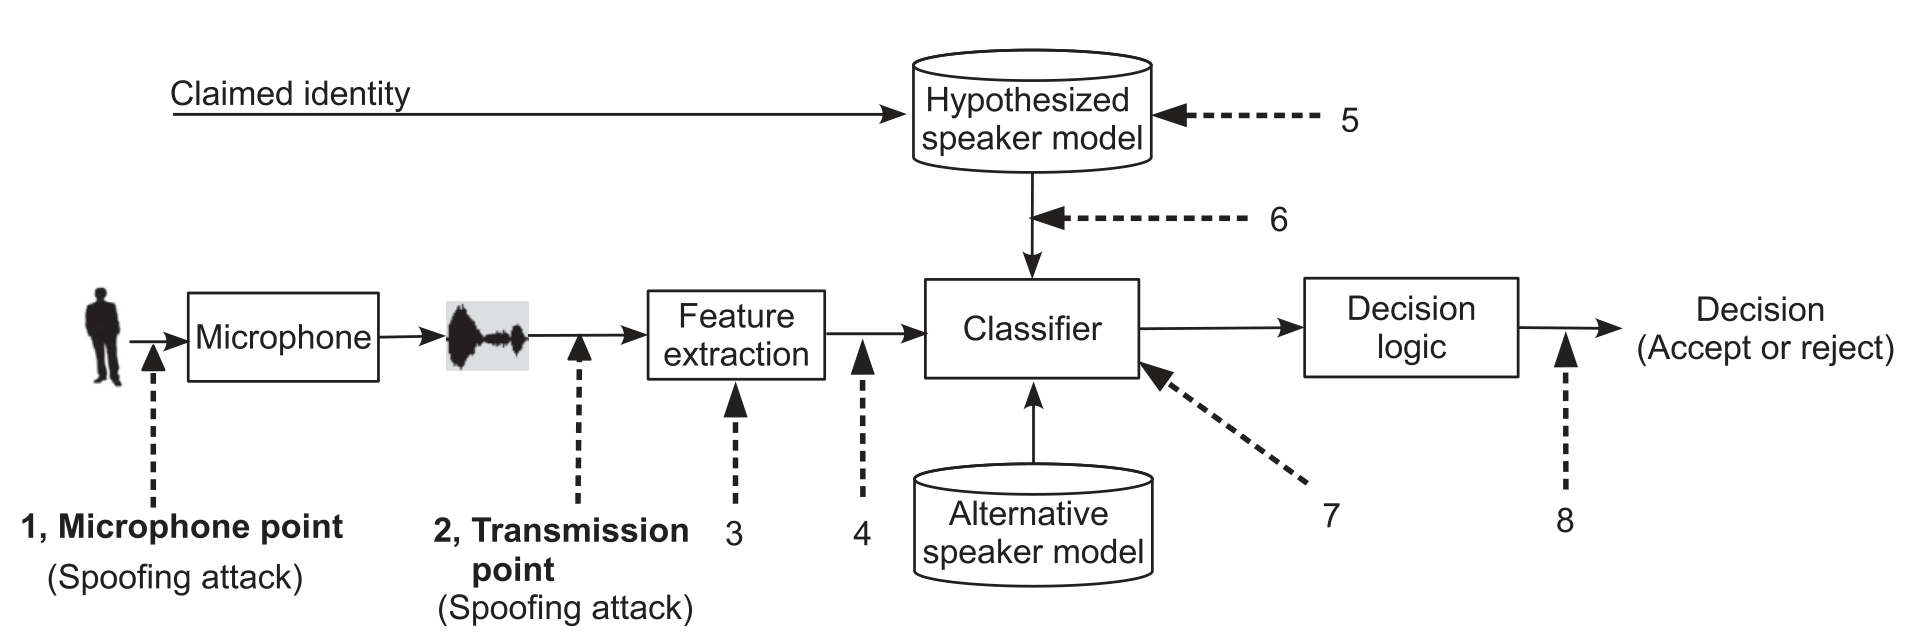 Claimed identity
Hypothesized
speaker model
5
6
Microphone
Feature
extraction
Classifier
Decision
logic
Decision
(Accept or reject)
1, Microphone point
(Spoofing attack)
2, Transmission
point
(Spoofing attack)
3
4
Alternative
speaker model
7
8